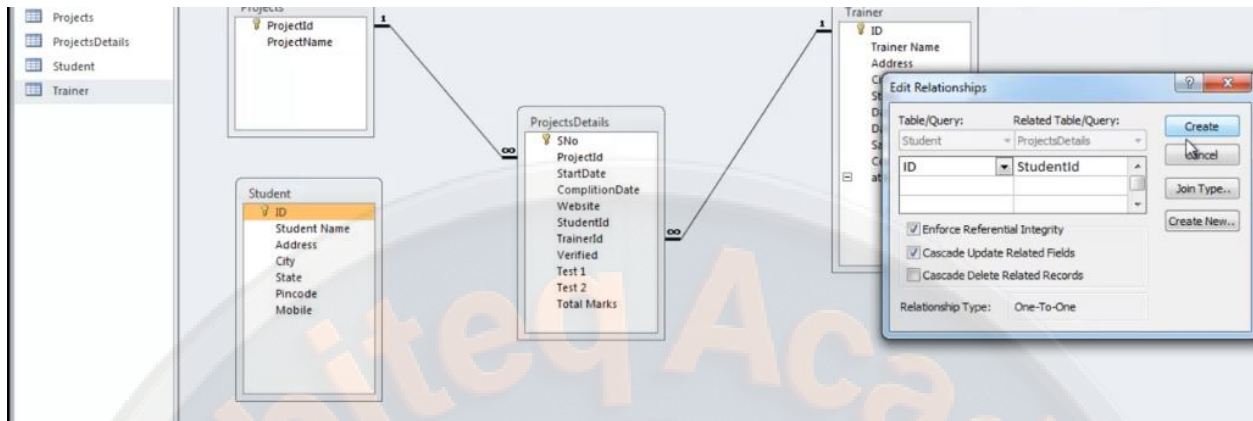 Projects
ProjectsDetails
Student
Trainer
Projects
ProjectId
ProjectName
1
∞
Student
ID
Student Name
Address
City
State
Pincode
Mobile
ProjectsDetails
SNo
ProjectId
StartDate
ComplitionDate
Website
StudentId
TrainerId
Verified
Test 1
Test 2
Total Marks
∞
1
Trainer
ID
Trainer Name
Address
Edit Relationships
Table/Query: Related Table/Query:
Student ProjectsDetails
ID StudentId
Enforce Referential Integrity
Cascade Update Related Fields
Cascade Delete Related Records
Relationship Type: One-To-One
Create
Cancel
Join Type..
Create New..